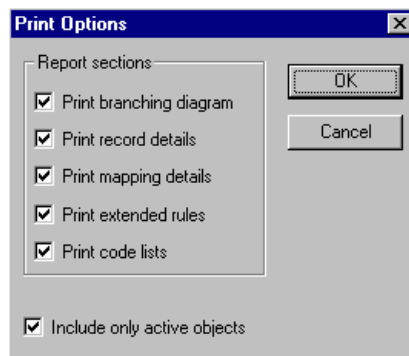 Print Options
Report sections
Print branching diagram
Print record details
Print mapping details
Print extended rules
Print code lists
OK
Cancel
Include only active objects